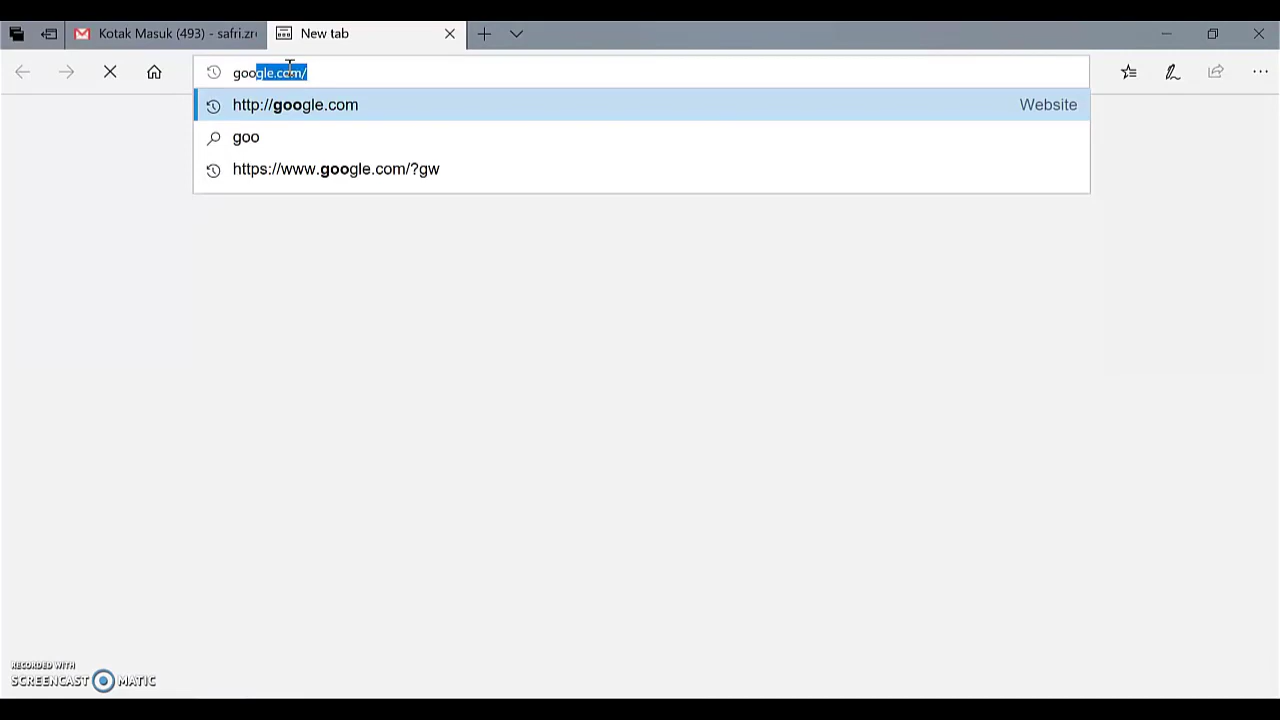 Kotak Masuk (493) - safri.zr
New tab
google.com/
http://google.com
Website
goo
https://www.google.com/?gw
RECORDED WITH
SCREENCAST MATIC